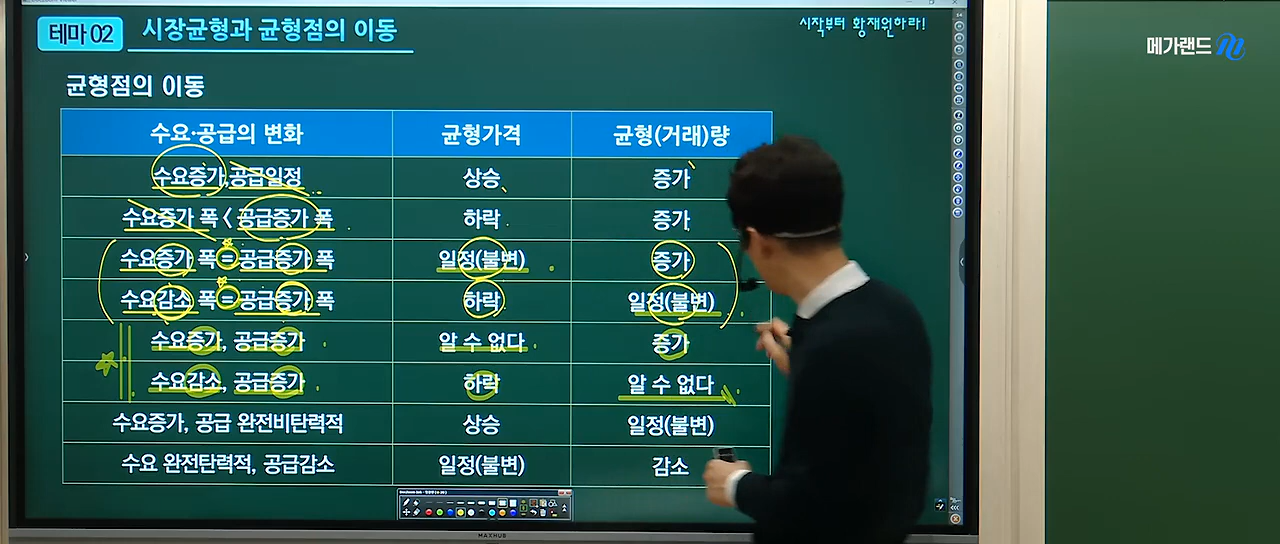 테마 02 시장균형과 균형점의 이동
시작부터 황재원하라!
메가랜드
균형점의 이동
수요·공급의 변화 균형가격 균형(거래)량
수요증가, 공급일정 상승 증가
수요증가 폭 < 공급증가 폭 하락 증가
수요증가 폭 = 공급증가 폭 일정(불변) 증가
수요감소 폭 = 공급증가 폭 하락 일정(불변)
수요증가, 공급증가 알 수 없다 증가
수요감소, 공급증가 하락 알 수 없다
수요증가, 공급 완전비탄력적 상승 일정(불변)
수요 완전탄력적, 공급감소 일정(불변) 감소
MAXHUB